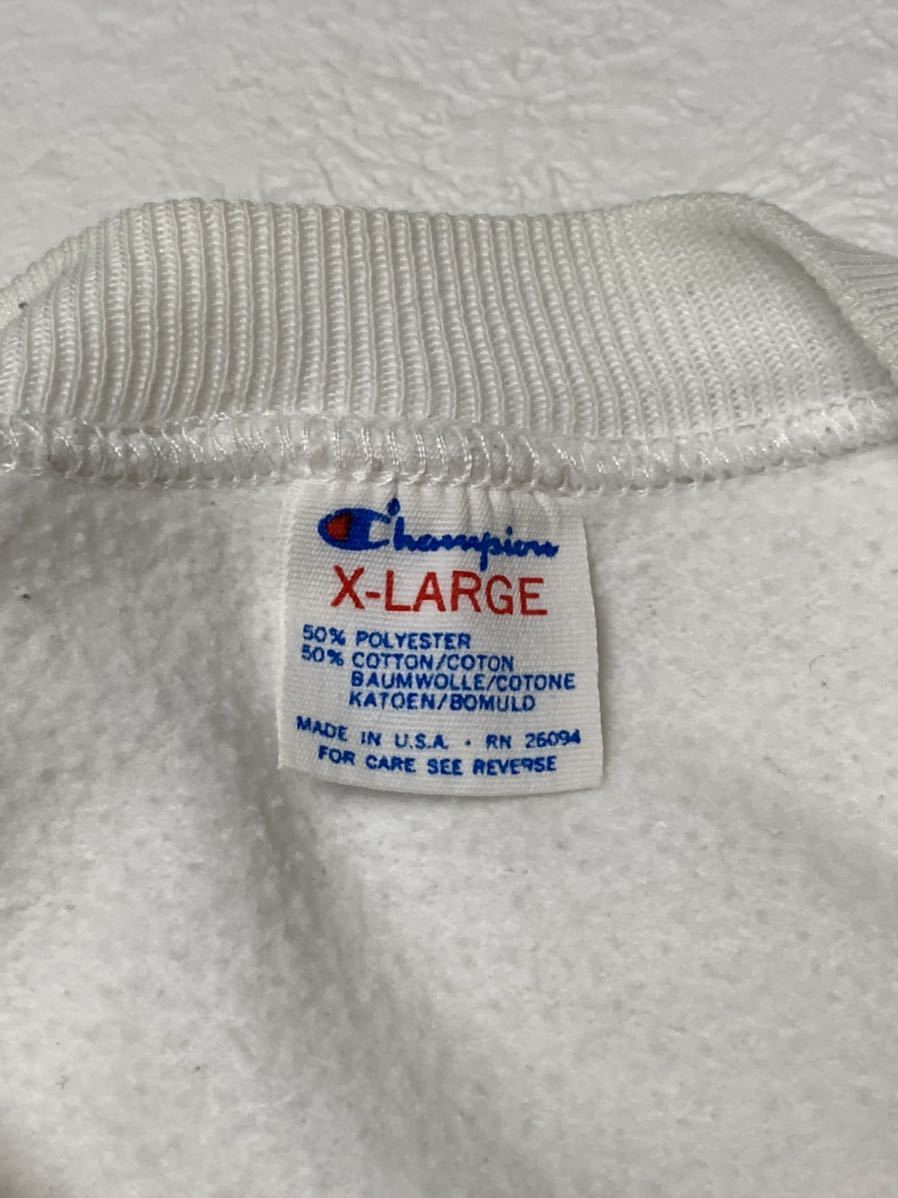 Champion
X-LARGE
50% POLYESTER
50% COTTON/COTON
BAUMWOLLE/COTONE
KATOEN/BOMULD
MADE IN U.S.A. · RN 26094
FOR CARE SEE REVERSE